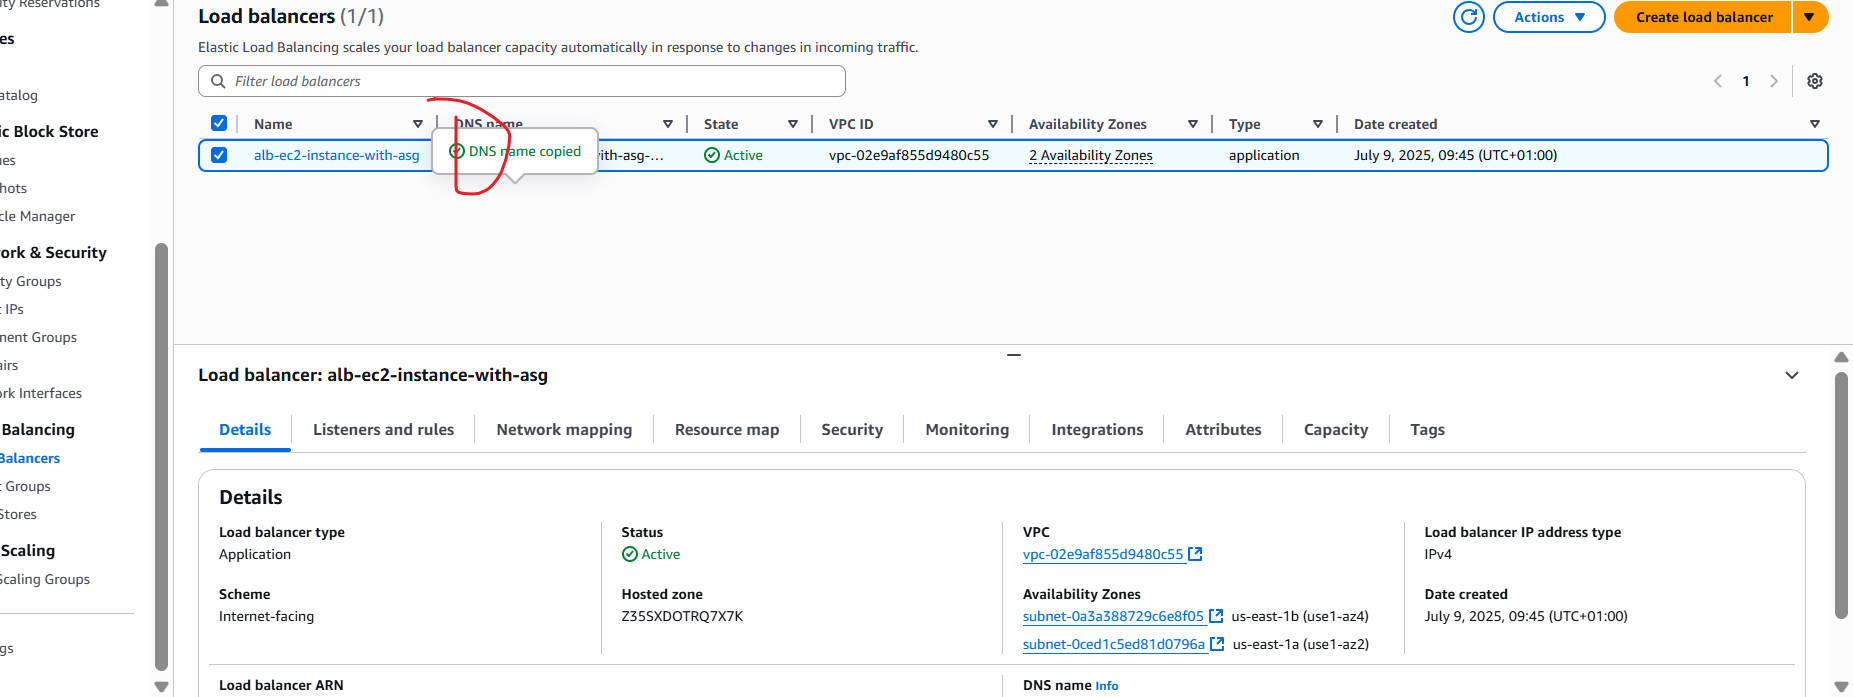 ity Reservations
es
atalog
ic Block Store
nes
shots
cle Manager
ork & Security
ty Groups
IPs
ment Groups
airs
rk Interfaces
Balancing
Balancers
Groups
Stores
Scaling
Scaling Groups
gs
Load balancers (1/1)
Actions
Create load balancer
Elastic Load Balancing scales your load balancer capacity automatically in response to changes in incoming traffic.
Filter load balancers
1
Name DNS name State VPC ID Availability Zones Type Date created
alb-ec2-instance-with-asg DNS name copied vith-asg-... Active vpc-02e9af855d9480c55 2 Availability Zones application July 9, 2025, 09:45 (UTC+01:00)
Load balancer: alb-ec2-instance-with-asg
Details Listeners and rules Network mapping Resource map Security Monitoring Integrations Attributes Capacity Tags
Details
Load balancer type
Application
Status
Active
VPC
vpc-02e9af855d9480c55
Load balancer IP address type
IPv4
Scheme
Internet-facing
Hosted zone
Z35SXDOTRQ7X7K
Availability Zones
subnet-0a3a388729c6e8f05 us-east-1b (use1-az4)
subnet-0ced1c5ed81d0796a us-east-1a (use1-az2)
Date created
July 9, 2025, 09:45 (UTC+01:00)
Load balancer ARN
DNS name Info